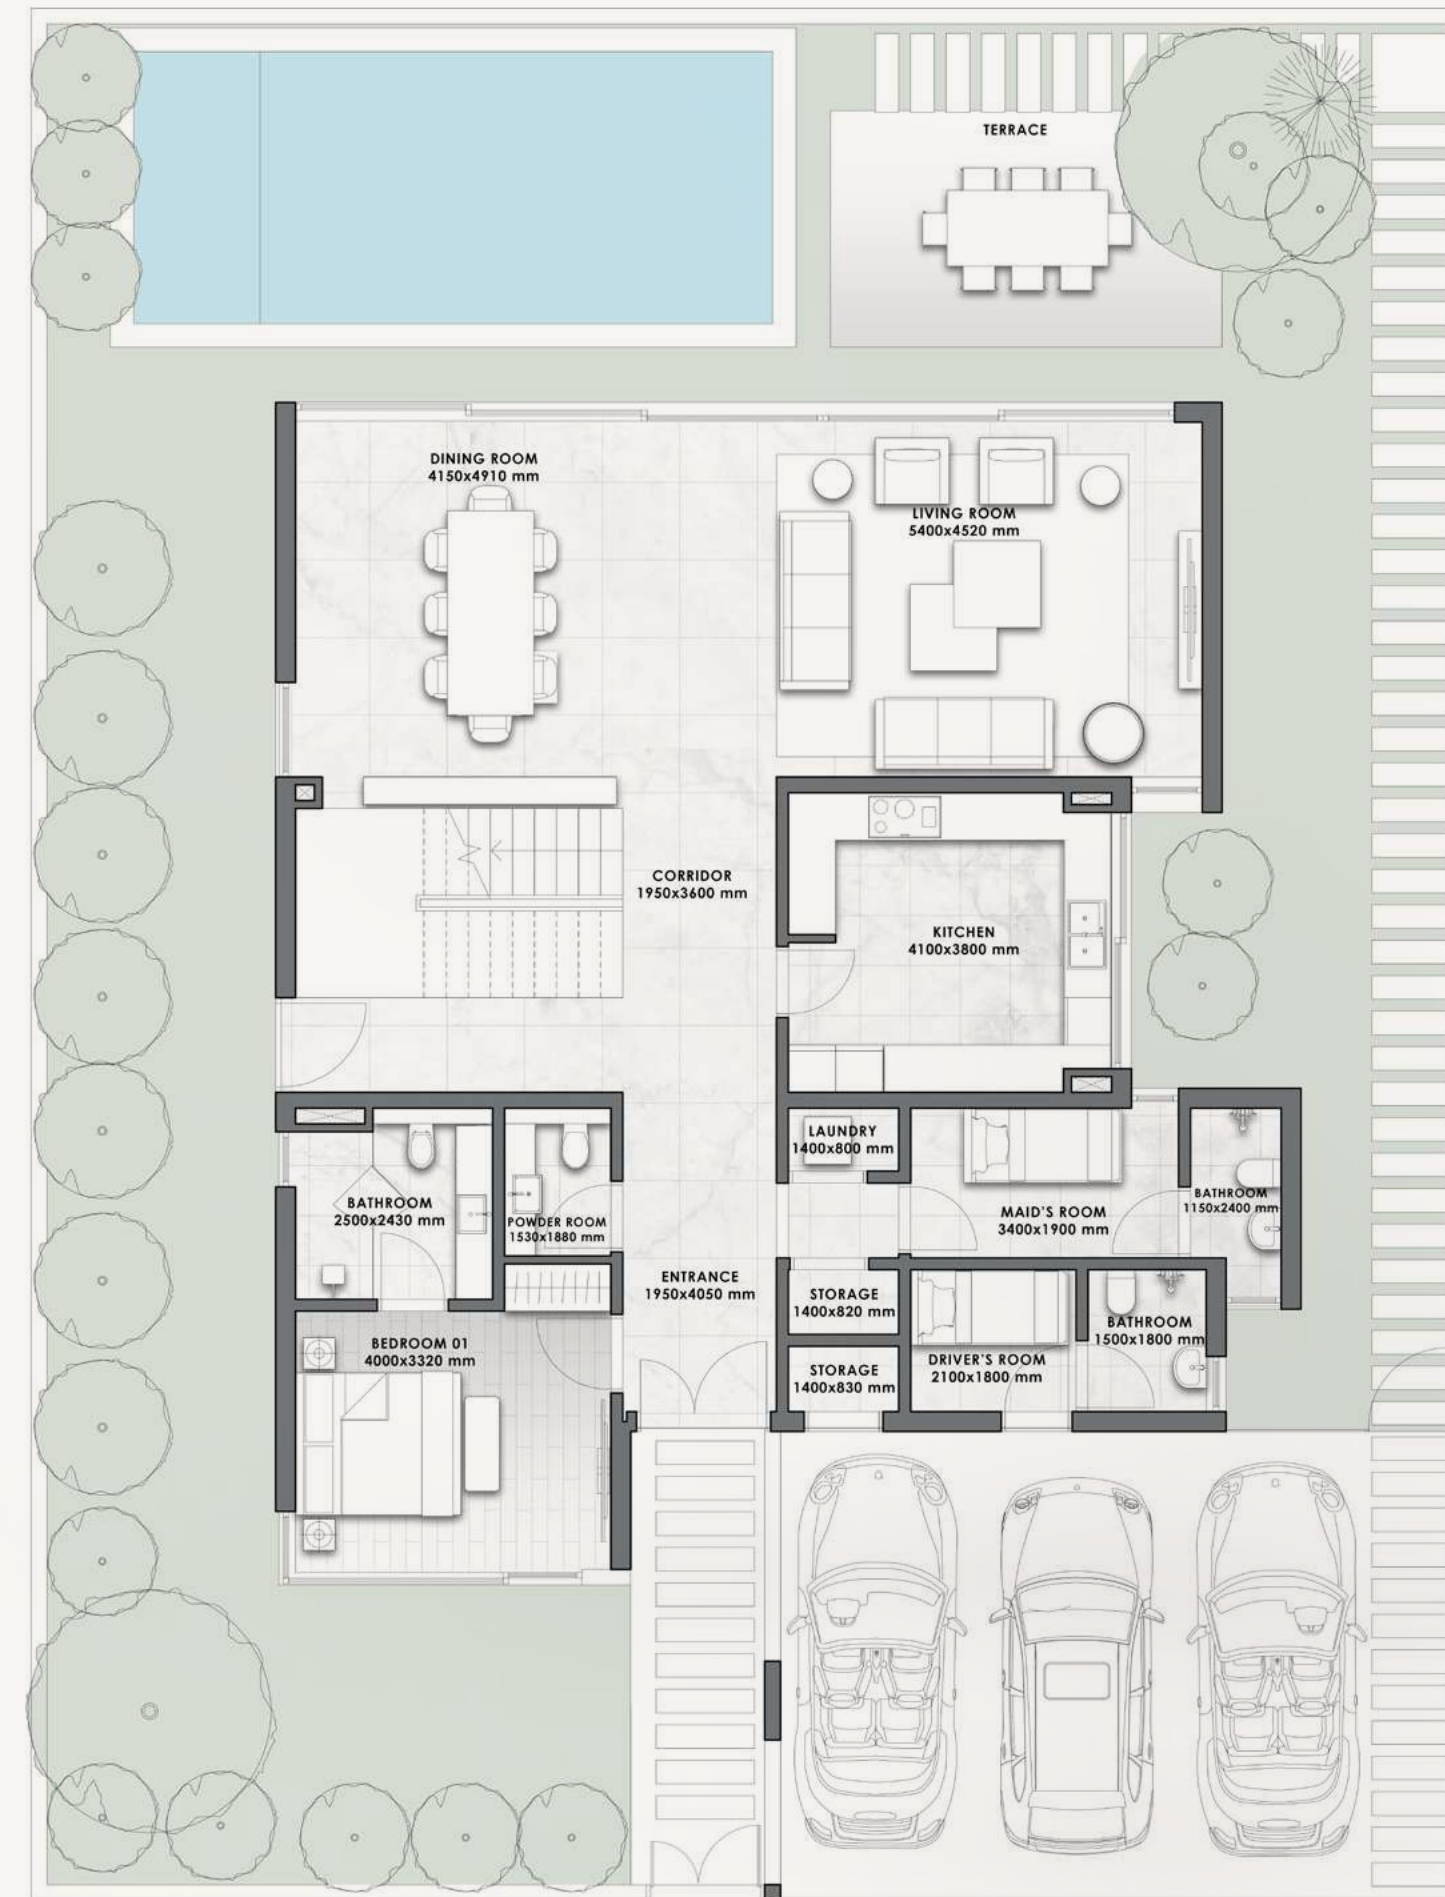 TERRACE
DINING ROOM
4150x4910 mm
LIVING ROOM
5400x4520 mm
CORRIDOR
1950x3600 mm
KITCHEN
4100x3800 mm
LAUNDRY
1400x800 mm
BATHROOM
2500x2430 mm
POWDER ROOM
1530x1880 mm
MAID'S ROOM
3400x1900 mm
BATHROOM
1150x2400 mm
ENTRANCE
1950x4050 mm
STORAGE
1400x820 mm
BATHROOM
1500x1800 mm
BEDROOM 01
4000x3320 mm
DRIVER'S ROOM
2100x1800 mm
STORAGE
1400x830 mm